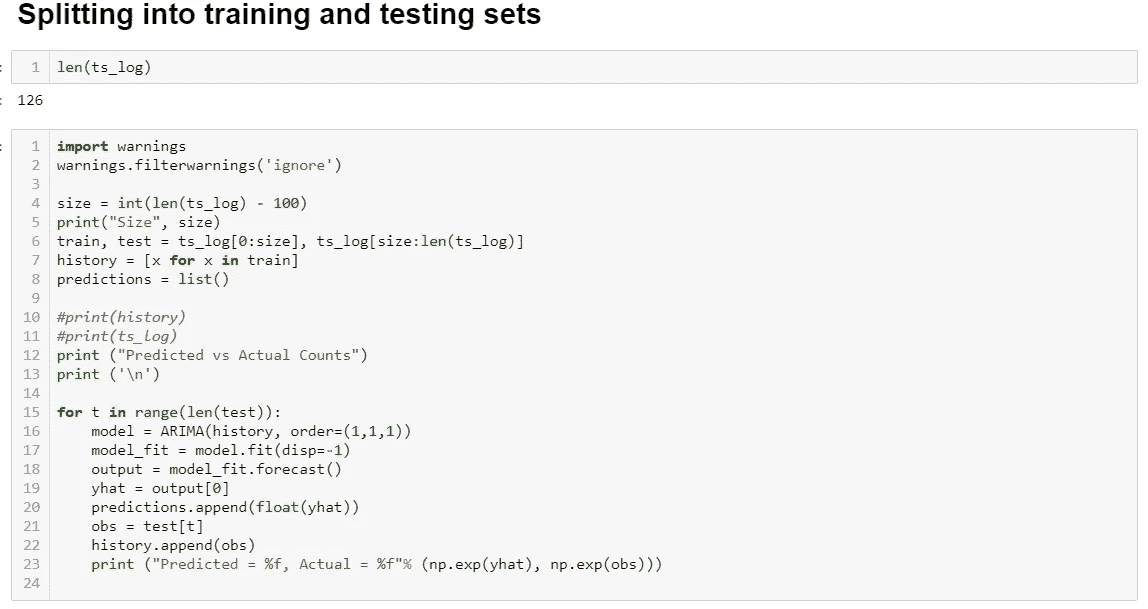 Splitting into training and testing sets
: 1 len(ts_log)
: 126
: 1 import warnings
2 warnings.filterwarnings('ignore')
3
4 size = int(len(ts_log) - 100)
5 print("Size", size)
6 train, test = ts_log[0:size], ts_log[size:len(ts_log)]
7 history = [x for x in train]
8 predictions = list()
9
10 #print(history)
11 #print(ts_log)
12 print ("Predicted vs Actual Counts")
13 print ('\n')
14
15 for t in range(len(test)):
16     model = ARIMA(history, order=(1,1,1))
17     model_fit = model.fit(disp=-1)
18     output = model_fit.forecast()
19     yhat = output[0]
20     predictions.append(float(yhat))
21     obs = test[t]
22     history.append(obs)
23     print ("Predicted = %f, Actual = %f"% (np.exp(yhat), np.exp(obs)))
24